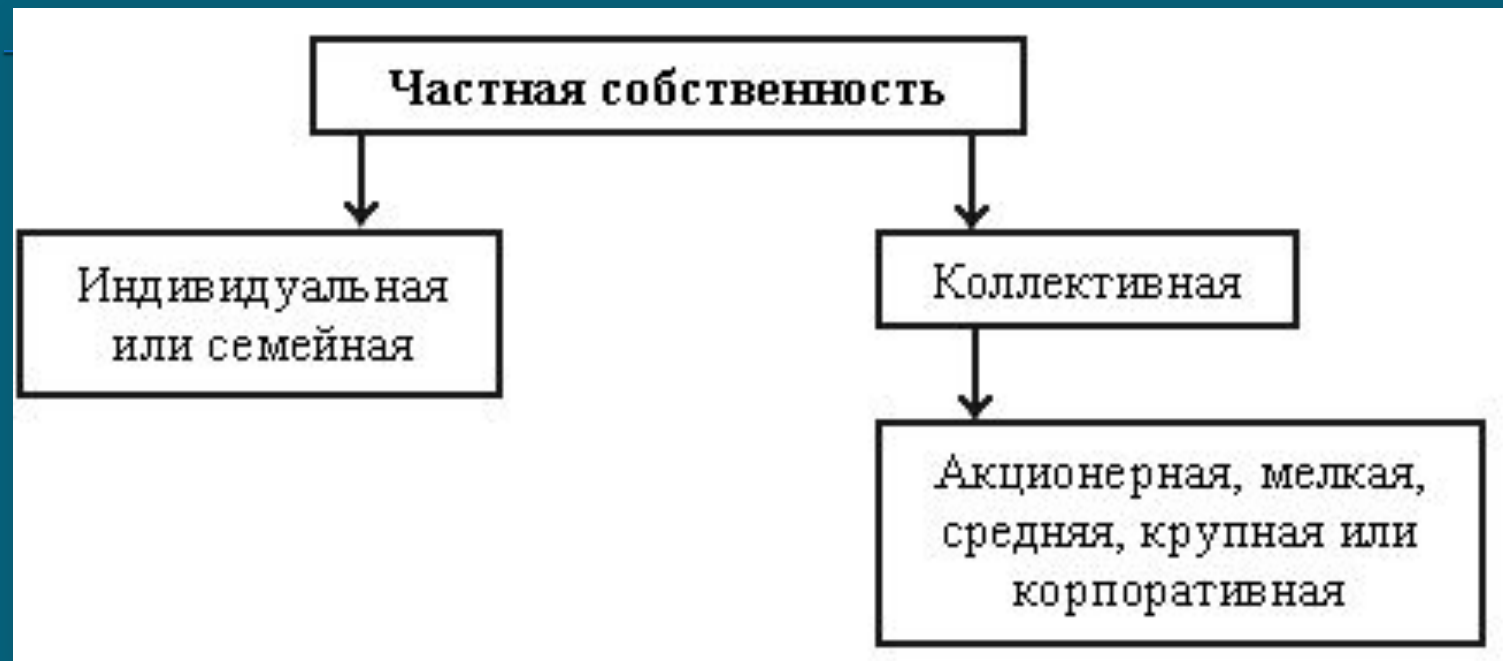 Частная собственность
Индивидуальная
или семейная
Коллективная
Акционерная, мелкая,
средняя, крупная или
корпоративная